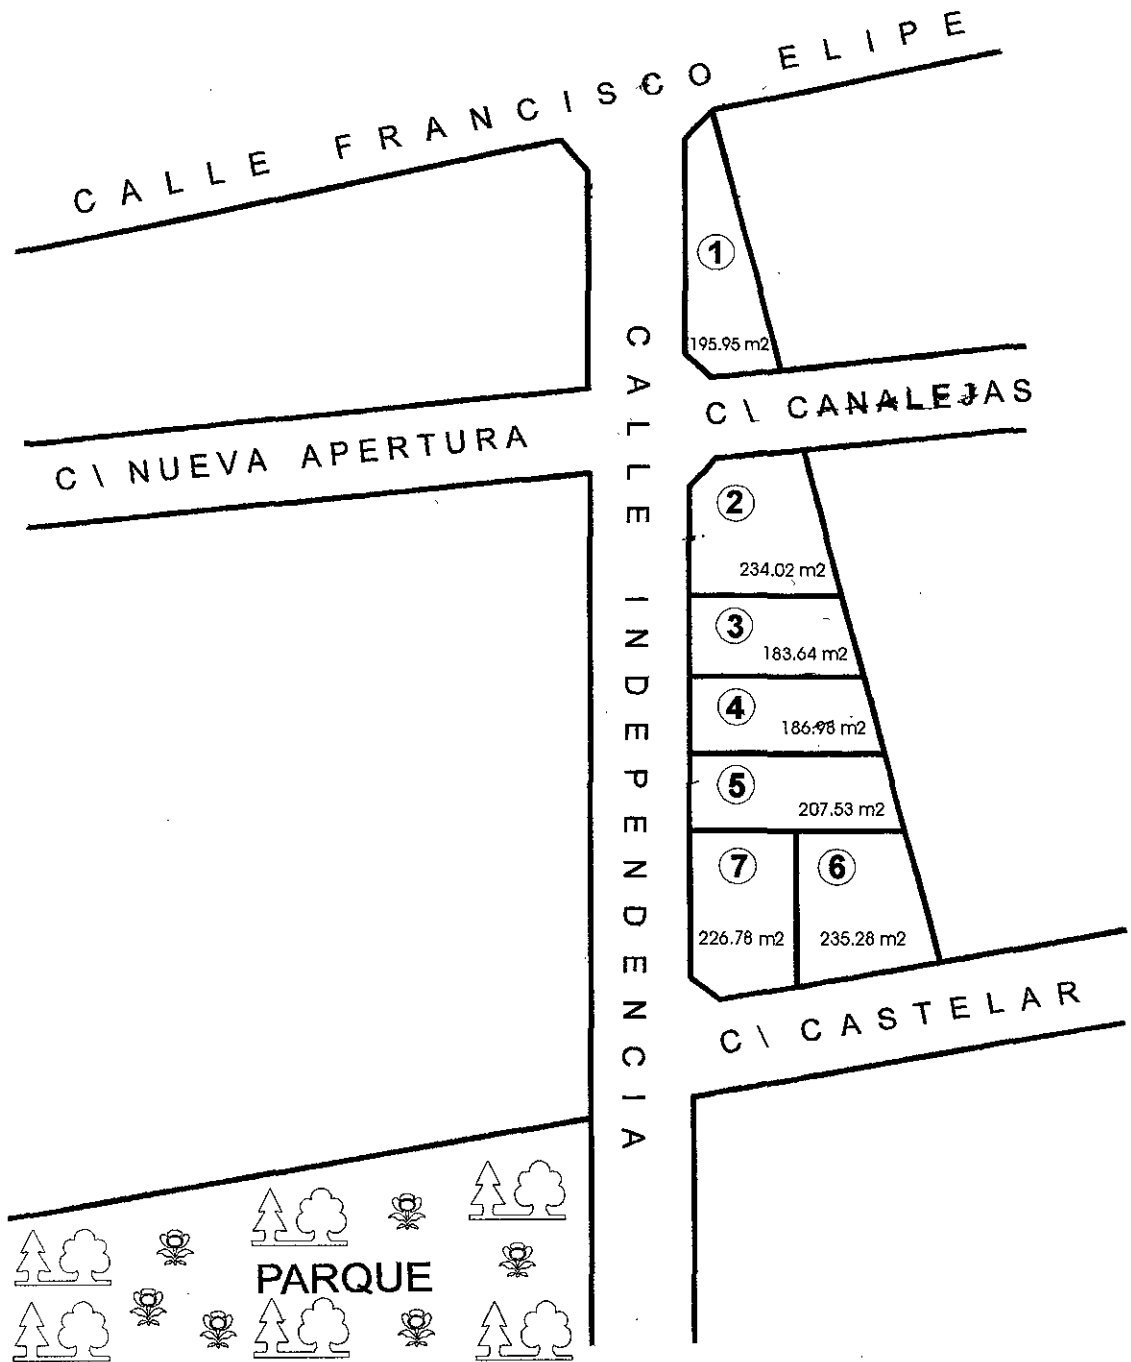 CALLE FRANCISCO ELIPE
1
195.95 m2
CALLE INDEPENDENCIA
C\ CANALEJAS
C\ NUEVA APERTURA
2
234.02 m2
3
183.64 m2
4
186.98 m2
5
207.53 m2
7
6
226.78 m2
235.28 m2
C\ CASTELAR
PARQUE